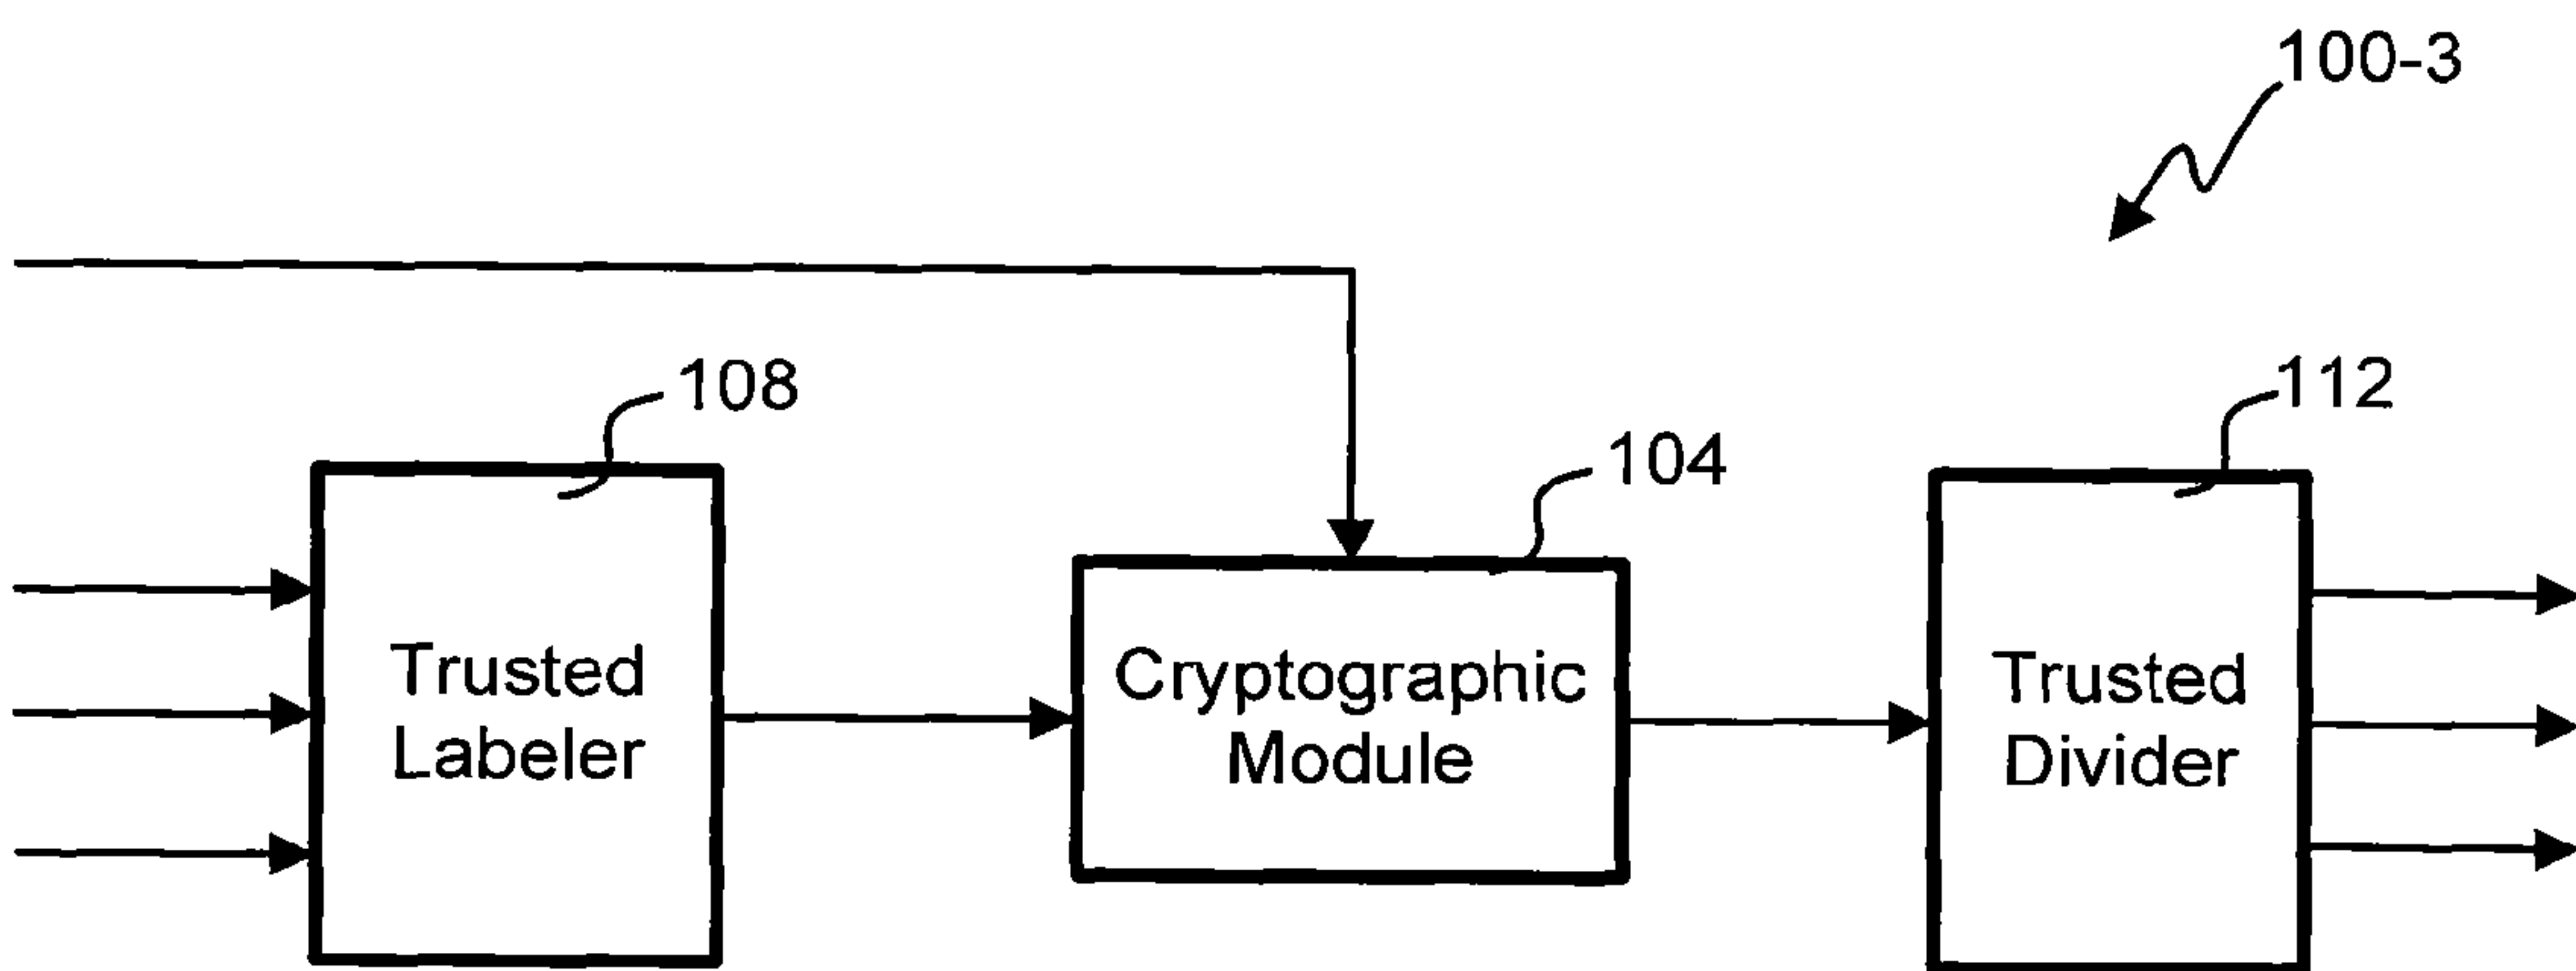 100-3
108
112
104
Trusted
Labeler
Cryptographic
Module
Trusted
Divider